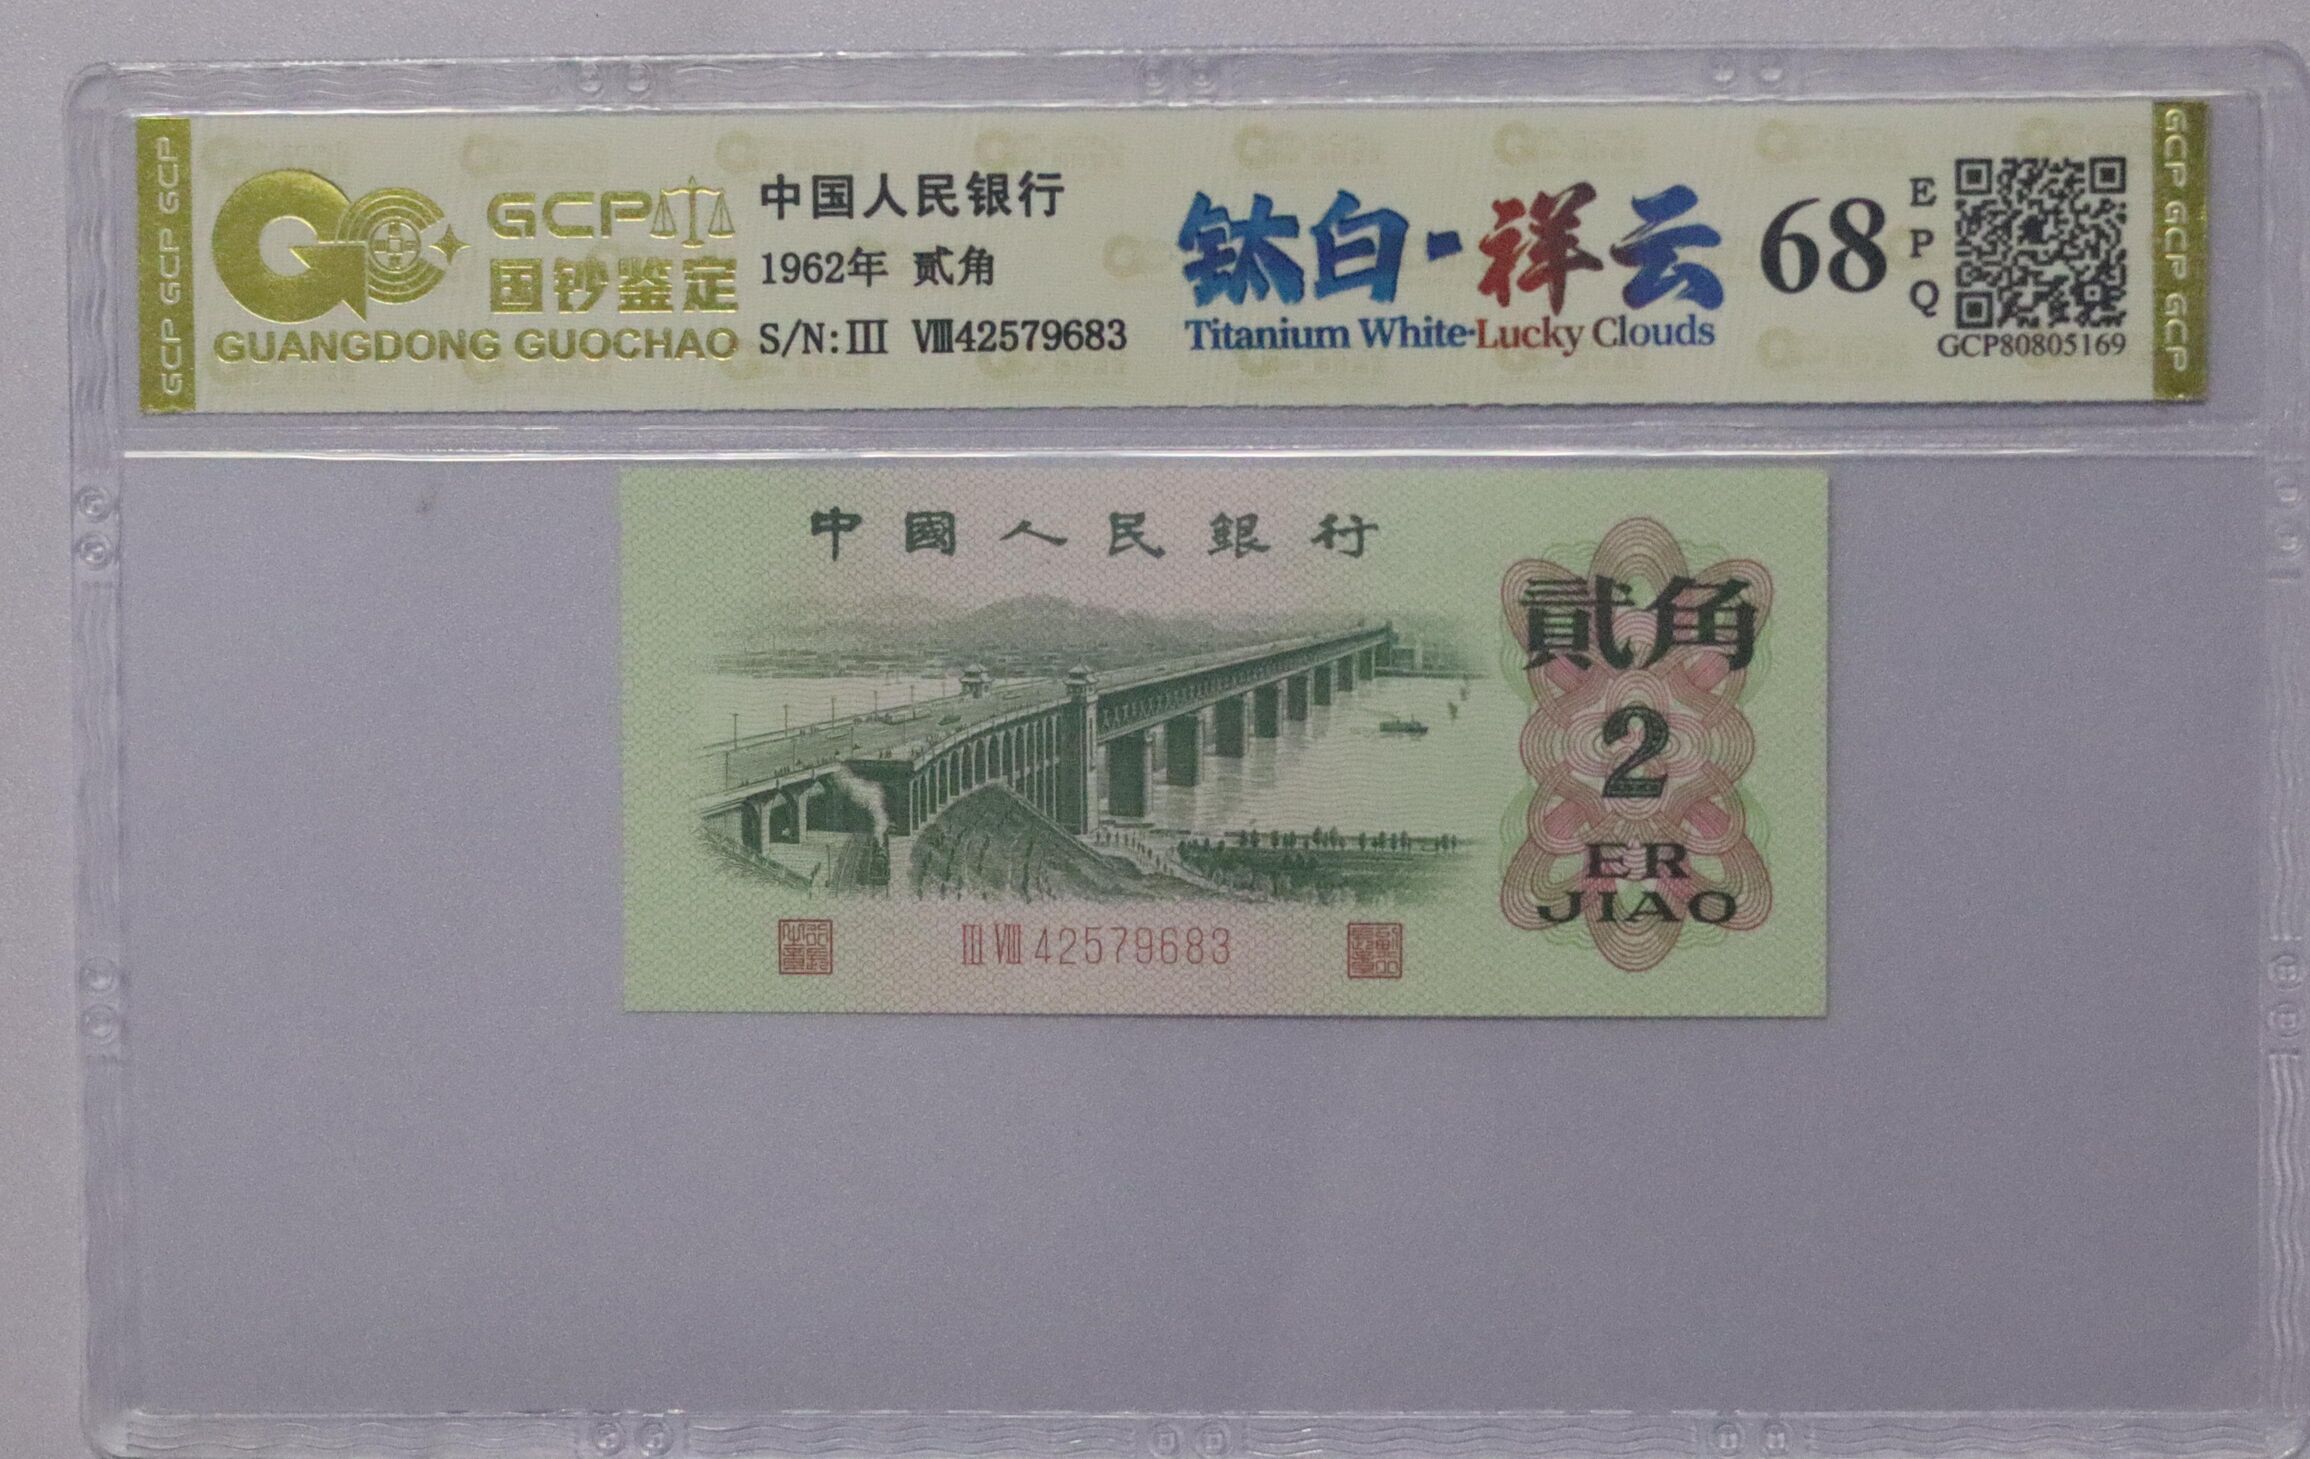 GCP GCP GCP
GCP
国钞鉴定
GUANGDONG GUOCHAO
中国人民银行
1962年 贰角
S/N:III VIII42579683
钛白-祥云
Titanium White·Lucky Clouds
68
EPQ
GCP80805169
GCP GCP GCP
中國人民銀行
貳角
2
ER
JIAO
III VIII 42579683